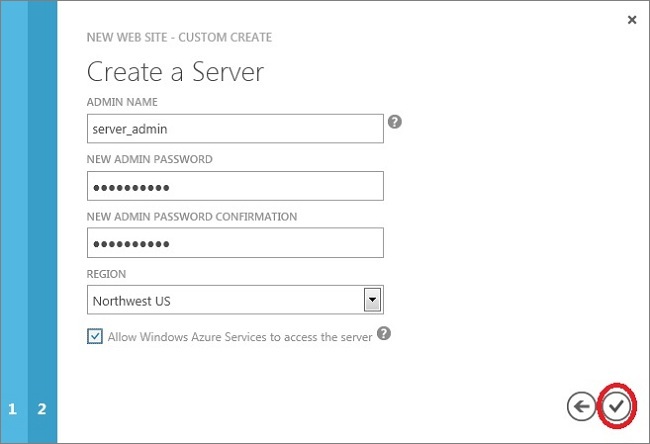 NEW WEB SITE - CUSTOM CREATE
Create a Server
ADMIN NAME
server_admin
?
NEW ADMIN PASSWORD
●●●●●●●●●●
NEW ADMIN PASSWORD CONFIRMATION
●●●●●●●●●●
REGION
Northwest US
Allow Windows Azure Services to access the server ?
1 2